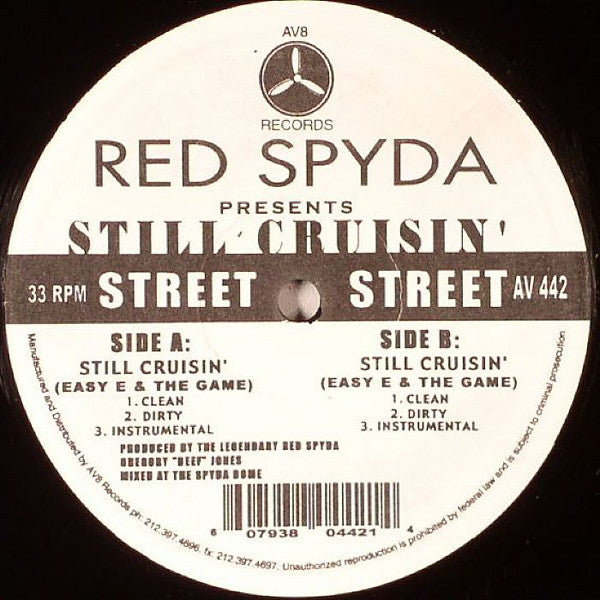 AV8
RECORDS
RED SPYDA
PRESENTS
STILL CRUISIN'
33 RPM STREET STREET AV 442
SIDE A:
STILL CRUISIN'
(EASY E & THE GAME)
1. CLEAN
2. DIRTY
3. INSTRUMENTAL
SIDE B:
STILL CRUISIN'
(EASY E & THE GAME)
1. CLEAN
2. DIRTY
3. INSTRUMENTAL
PRODUCED BY THE LEGENDARY RED SPYDA
GREGORY "BEEF" JONES
MIXED AT THE SPYDA DOME
6 07938 04421 4
Manufactured and Distributed by AV8 Records ph: 212.397.4696, fx: 212.397.4697. Unauthorized reproduction is prohibited by federal law and is subject to criminal prosecution